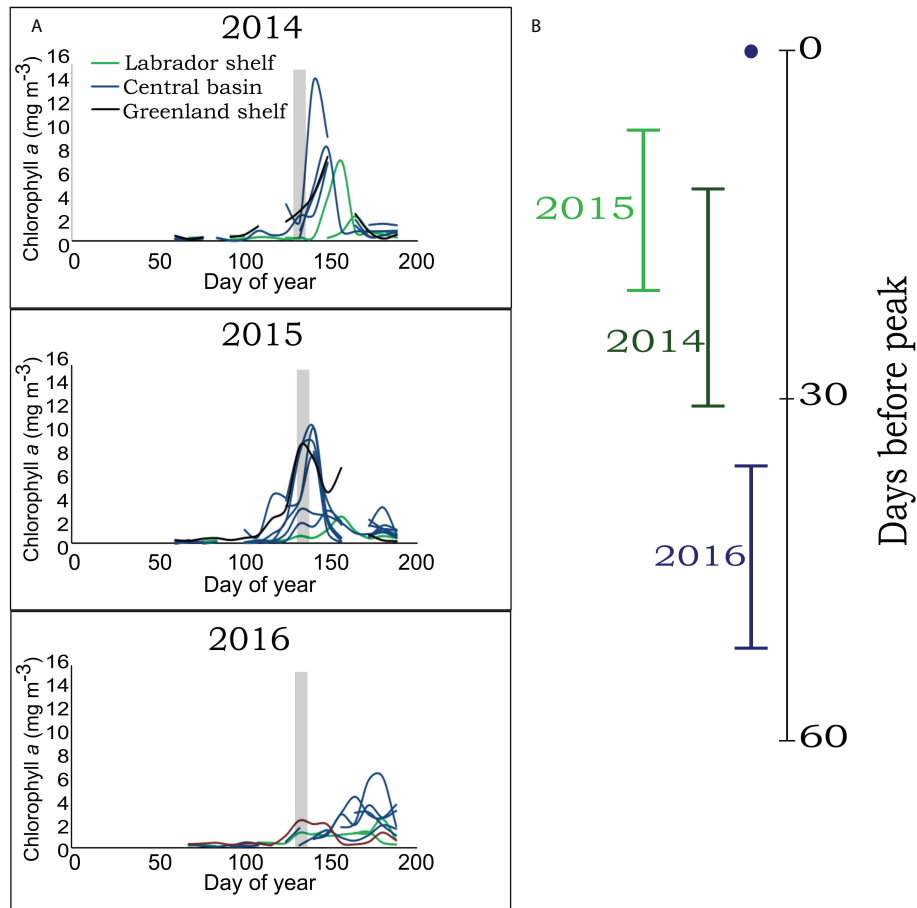 A
2014
Chlorophyll a (mg m-3)
16
14
12
10
8
6
4
2
0
Labrador shelf
Central basin
Greenland shelf
0 50 100 150 200
Day of year
2015
Chlorophyll a (mg m-3)
16
14
12
10
8
6
4
2
0
0 50 100 150 200
Day of year
2016
Chlorophyll a (mg m-3)
16
14
12
10
8
6
4
2
0
0 50 100 150 200
Day of year
B
0
2015
2014
30
2016
60
Days before peak